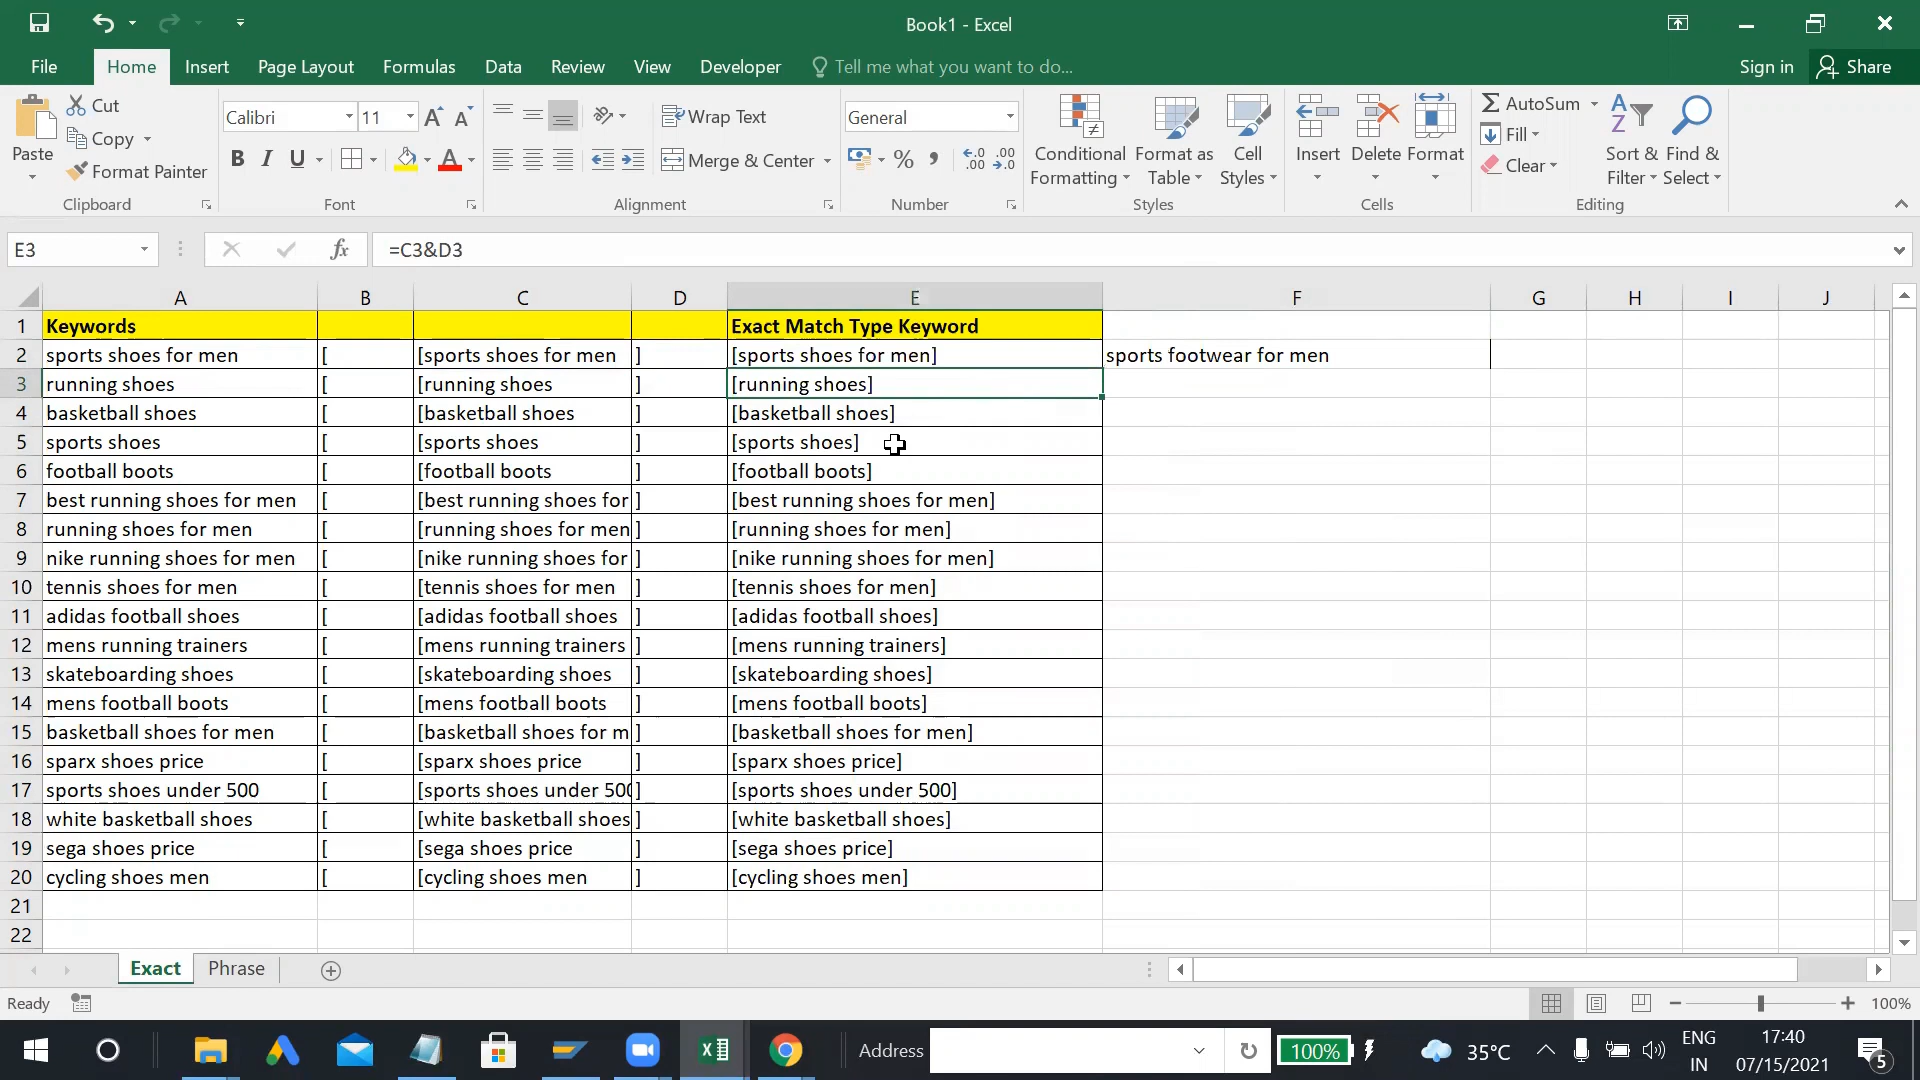 Book1 - Excel
File Home Insert Page Layout Formulas Data Review View Developer Tell me what you want to do... Sign in Share
Paste
Cut
Copy
Format Painter
Clipboard
Calibri 11
B I U
Font
Wrap Text
Merge & Center
Alignment
General
Number
Conditional Formatting
Format as Table
Cell Styles
Styles
Insert
Delete
Format
Cells
AutoSum
Fill
Clear
Sort & Filter
Find & Select
Editing
E3 fx =C3&D3
A B C D E F G H I J
1 Keywords Exact Match Type Keyword
2 sports shoes for men [ [sports shoes for men ] [sports shoes for men] sports footwear for men
3 running shoes [ [running shoes ] [running shoes]
4 basketball shoes [ [basketball shoes ] [basketball shoes]
5 sports shoes [ [sports shoes ] [sports shoes]
6 football boots [ [football boots ] [football boots]
7 best running shoes for men [ [best running shoes for ] [best running shoes for men]
8 running shoes for men [ [running shoes for men ] [running shoes for men]
9 nike running shoes for men [ [nike running shoes for ] [nike running shoes for men]
10 tennis shoes for men [ [tennis shoes for men ] [tennis shoes for men]
11 adidas football shoes [ [adidas football shoes ] [adidas football shoes]
12 mens running trainers [ [mens running trainers ] [mens running trainers]
13 skateboarding shoes [ [skateboarding shoes ] [skateboarding shoes]
14 mens football boots [ [mens football boots ] [mens football boots]
15 basketball shoes for men [ [basketball shoes for m ] [basketball shoes for men]
16 sparx shoes price [ [sparx shoes price ] [sparx shoes price]
17 sports shoes under 500 [ [sports shoes under 500 ] [sports shoes under 500]
18 white basketball shoes [ [white basketball shoes ] [white basketball shoes]
19 sega shoes price [ [sega shoes price ] [sega shoes price]
20 cycling shoes men [ [cycling shoes men ] [cycling shoes men]
21
22
Exact Phrase
Ready 100%
Address 100% 35°C ENG IN 17:40 07/15/2021 5